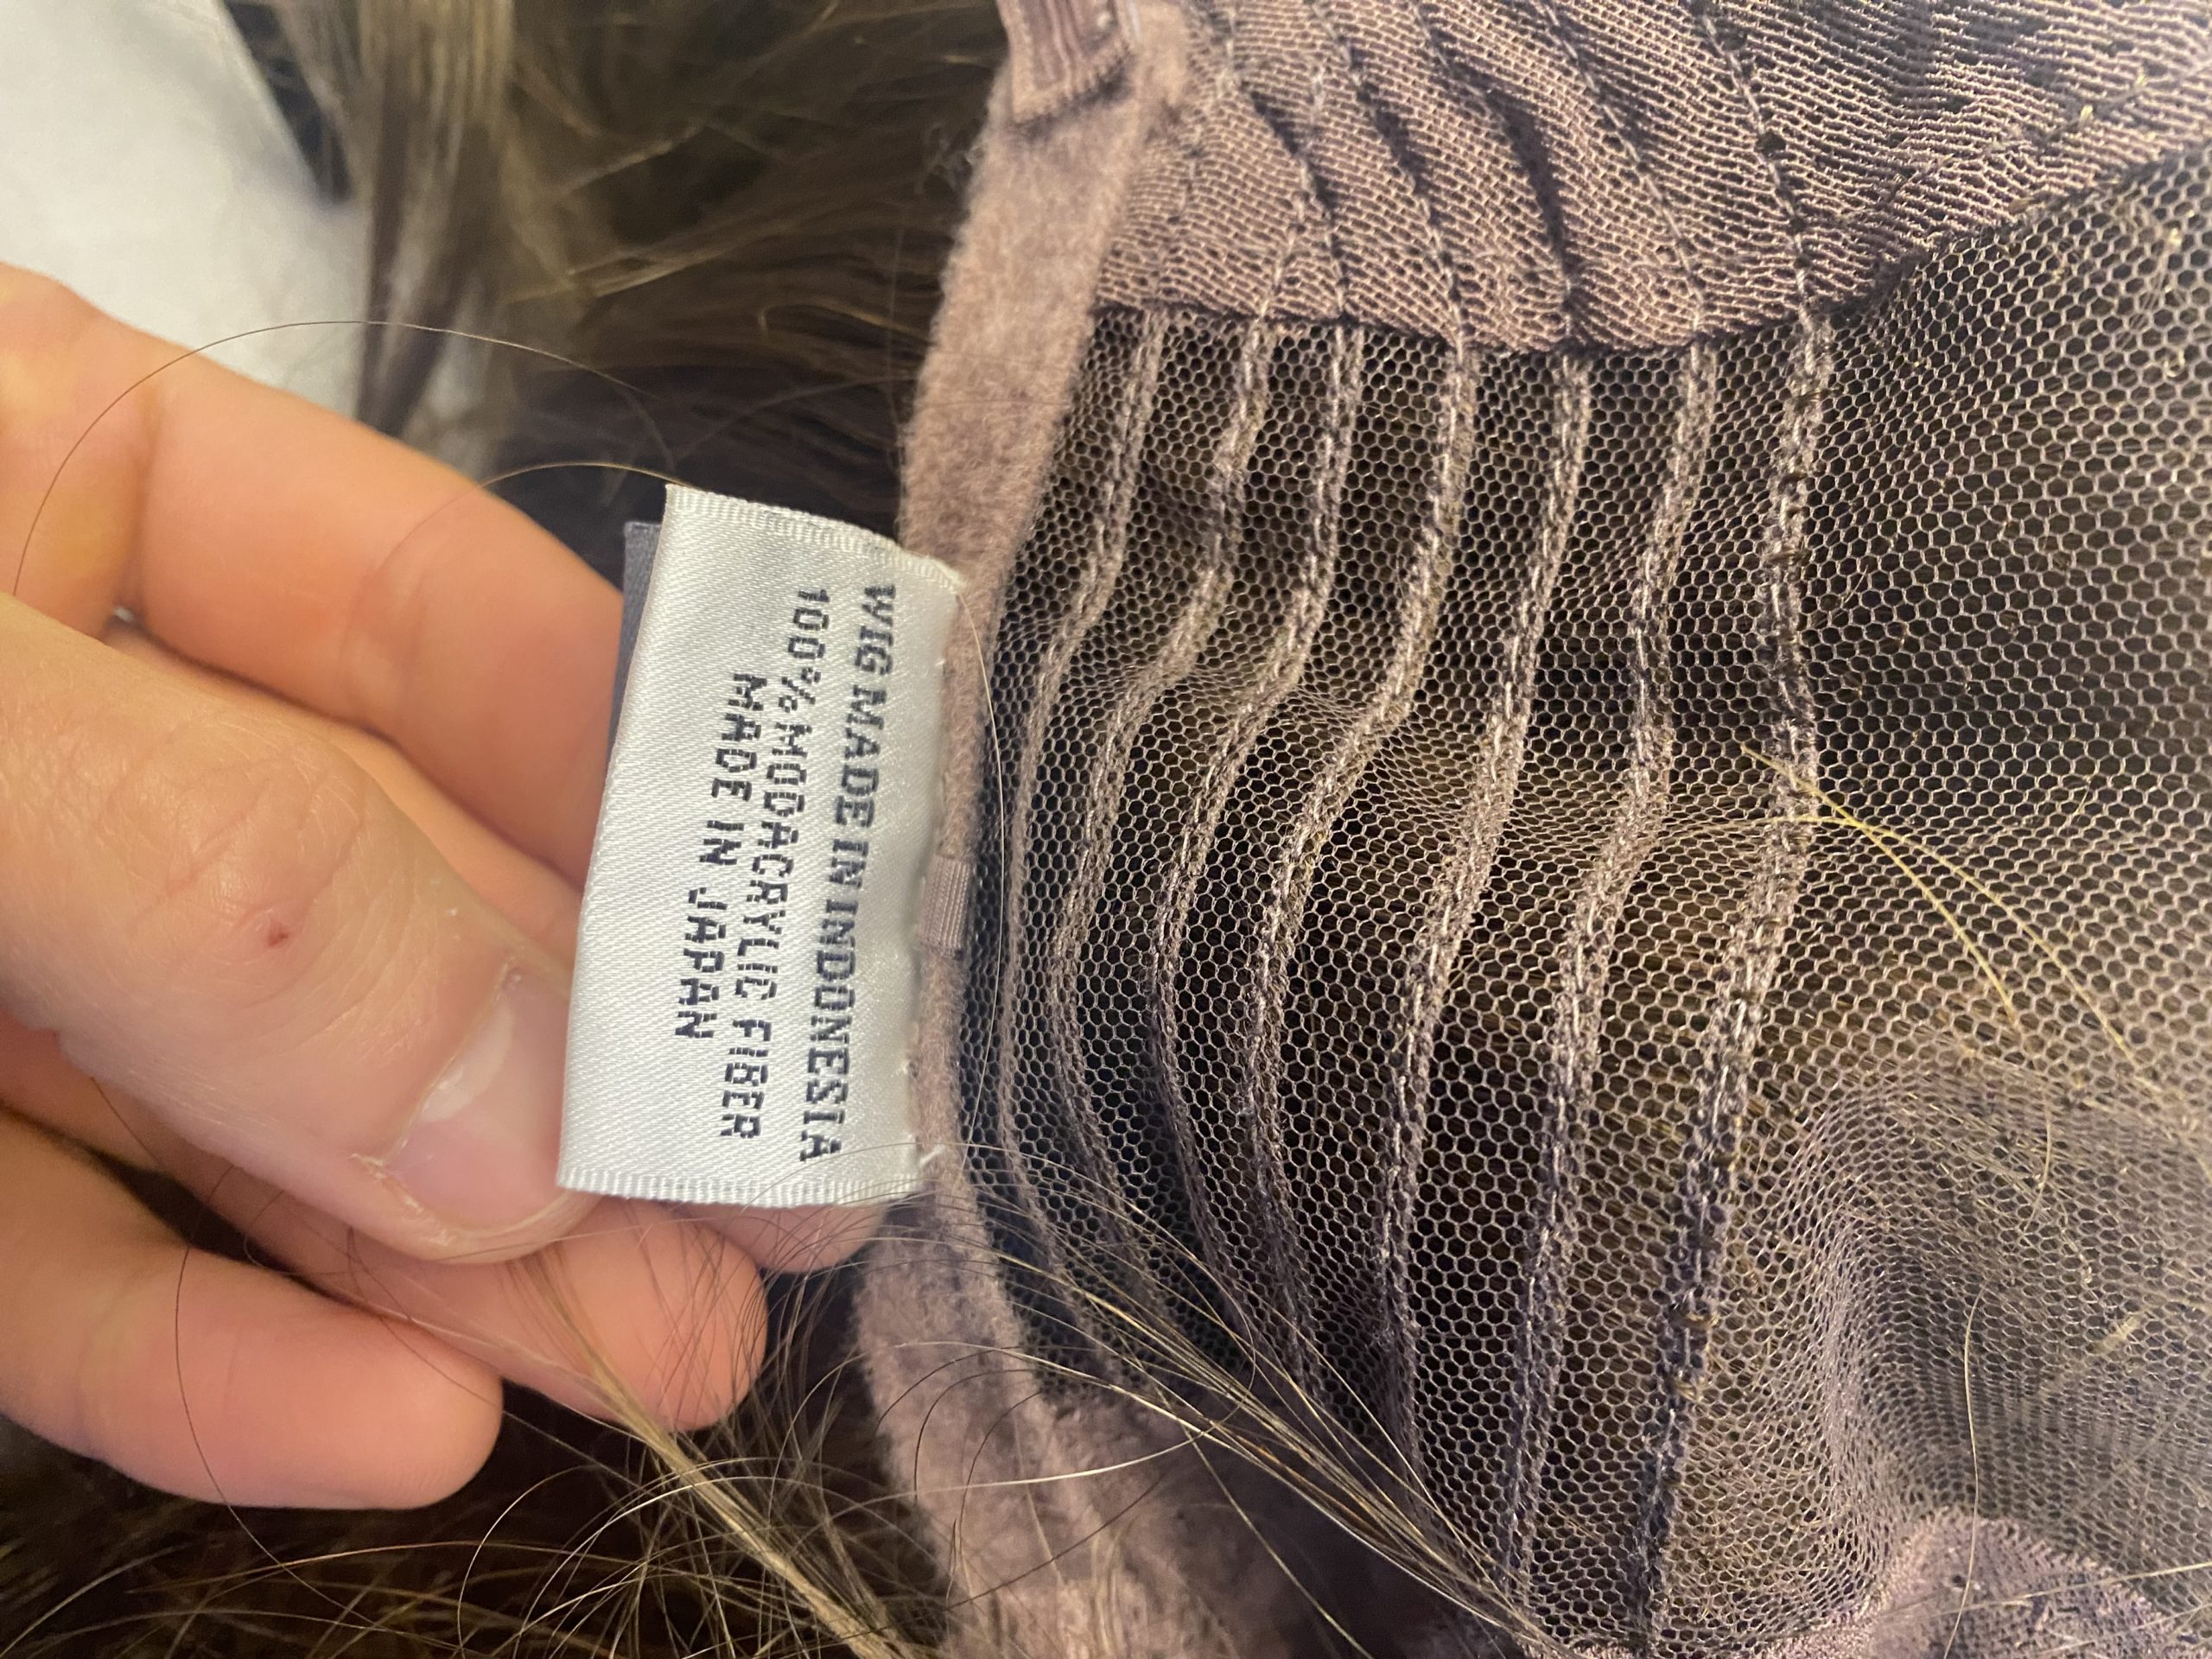 WIG MADE IN INDONESIA
100% MODACRYLIC FIBER
MADE IN JAPAN